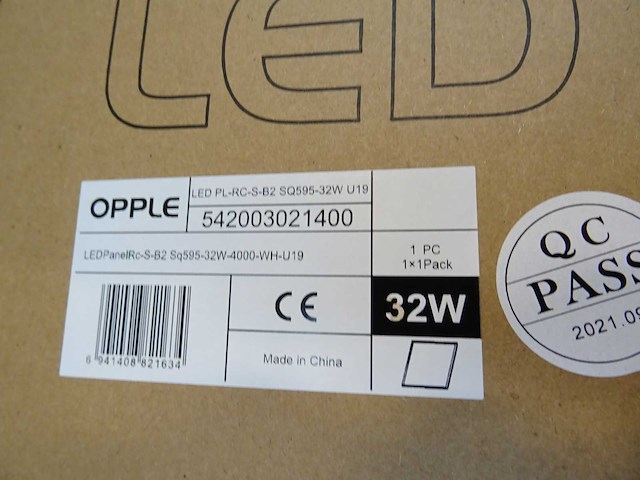 LED
OPPLE
LED PL-RC-S-B2 SQ595-32W U19
542003021400
LEDPanelRc-S-B2 Sq595-32W-4000-WH-U19
1 PC
1×1Pack
6 941408 821634
CE
32W
Made in China
QC
PASS
2021.09